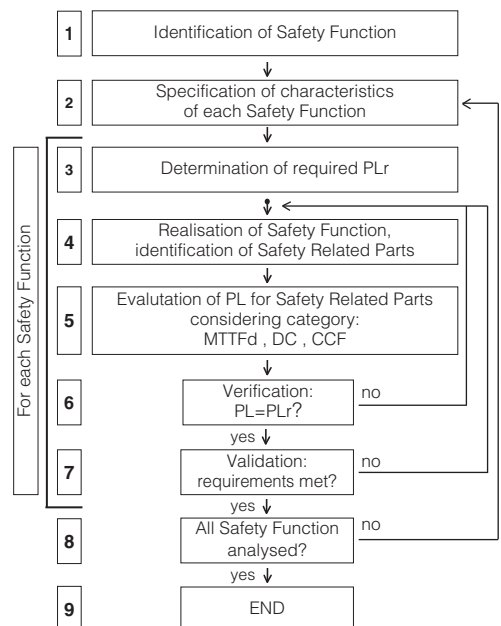 1
Identification of Safety Function
2
Specification of characteristics
of each Safety Function
For each Safety Function
3
Determination of required PLr
4
Realisation of Safety Function,
identification of Safety Related Parts
5
Evalutation of PL for Safety Related Parts
considering category:
MTTFd , DC , CCF
6
Verification:
PL=PLr?
no
yes
7
Validation:
requirements met?
no
yes
8
All Safety Function
analysed?
no
yes
9
END